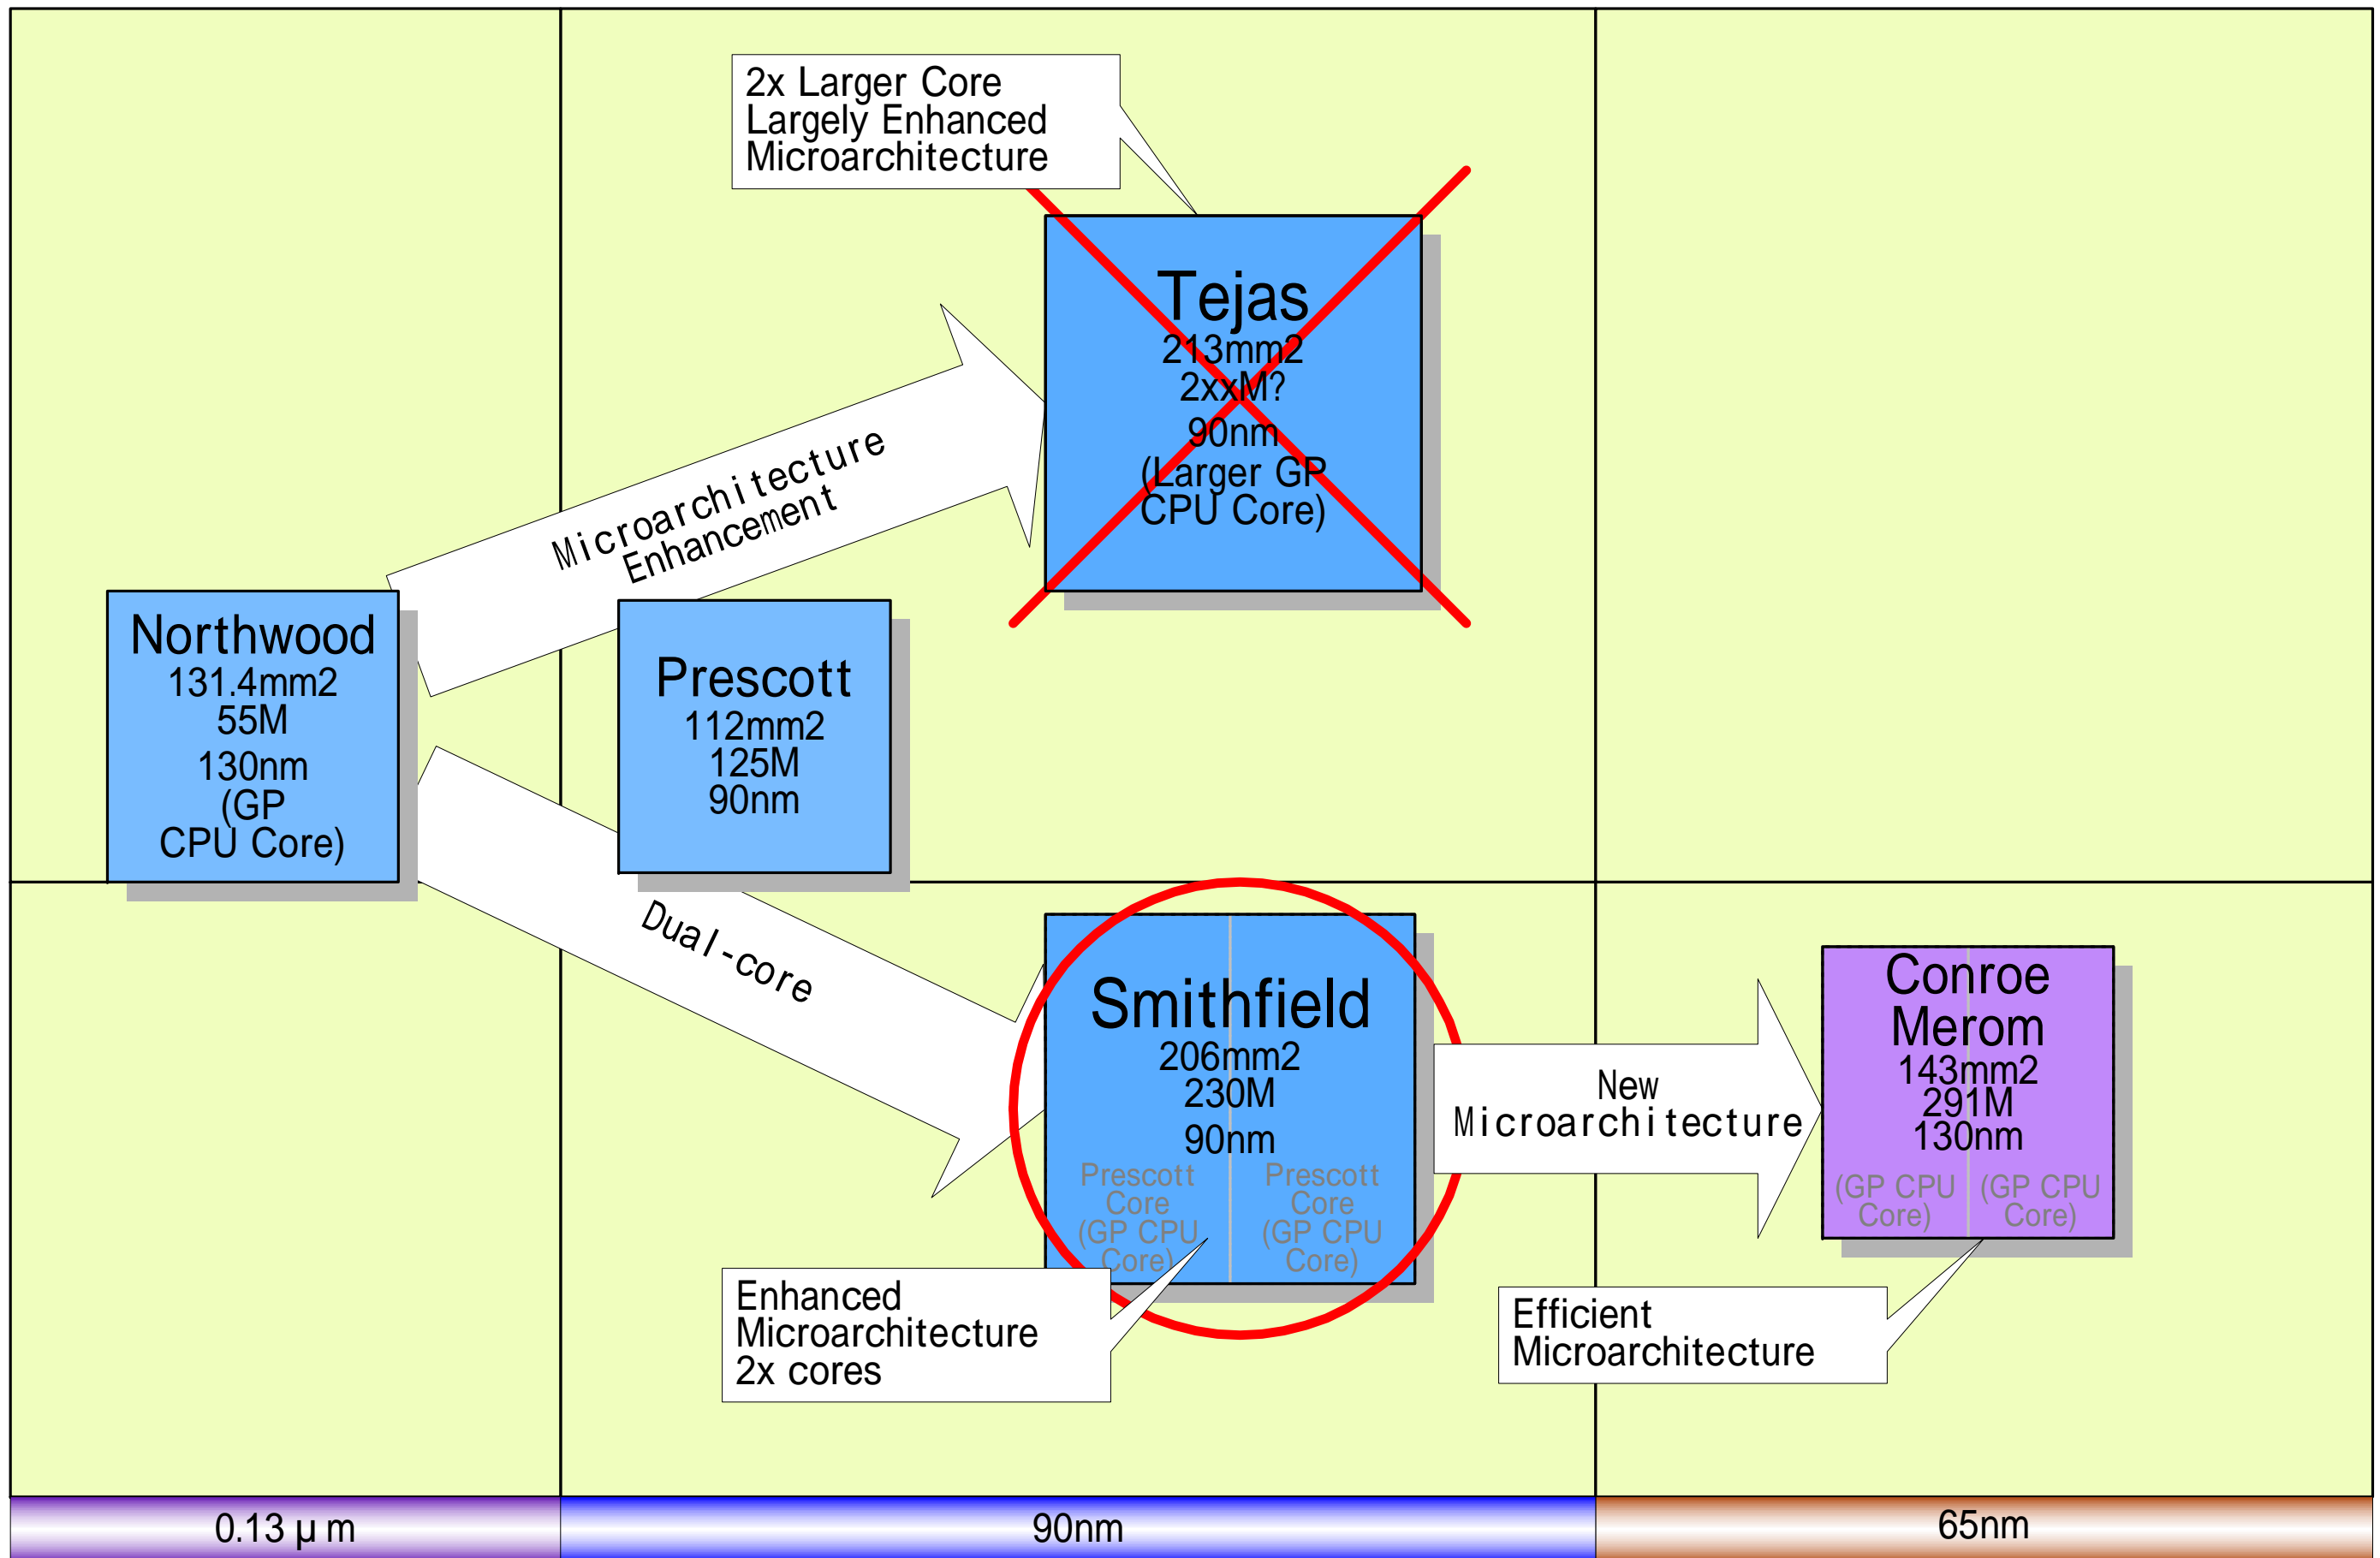 2x Larger Core
Largely Enhanced
Microarchitecture
Tejas
213mm2
2xxM?
90nm
(Larger GP
CPU Core)
Microarchitecture
Enhancement
Northwood
131.4mm2
55M
130nm
(GP
CPU Core)
Prescott
112mm2
125M
90nm
Dual-core
Smithfield
206mm2
230M
90nm
Prescott
Core
(GP CPU
Core)
Prescott
Core
(GP CPU
Core)
Enhanced
Microarchitecture
2x cores
New
Microarchitecture
Conroe
Merom
143mm2
291M
130nm
(GP CPU
Core)
(GP CPU
Core)
Efficient
Microarchitecture
0.13 μ m
90nm
65nm